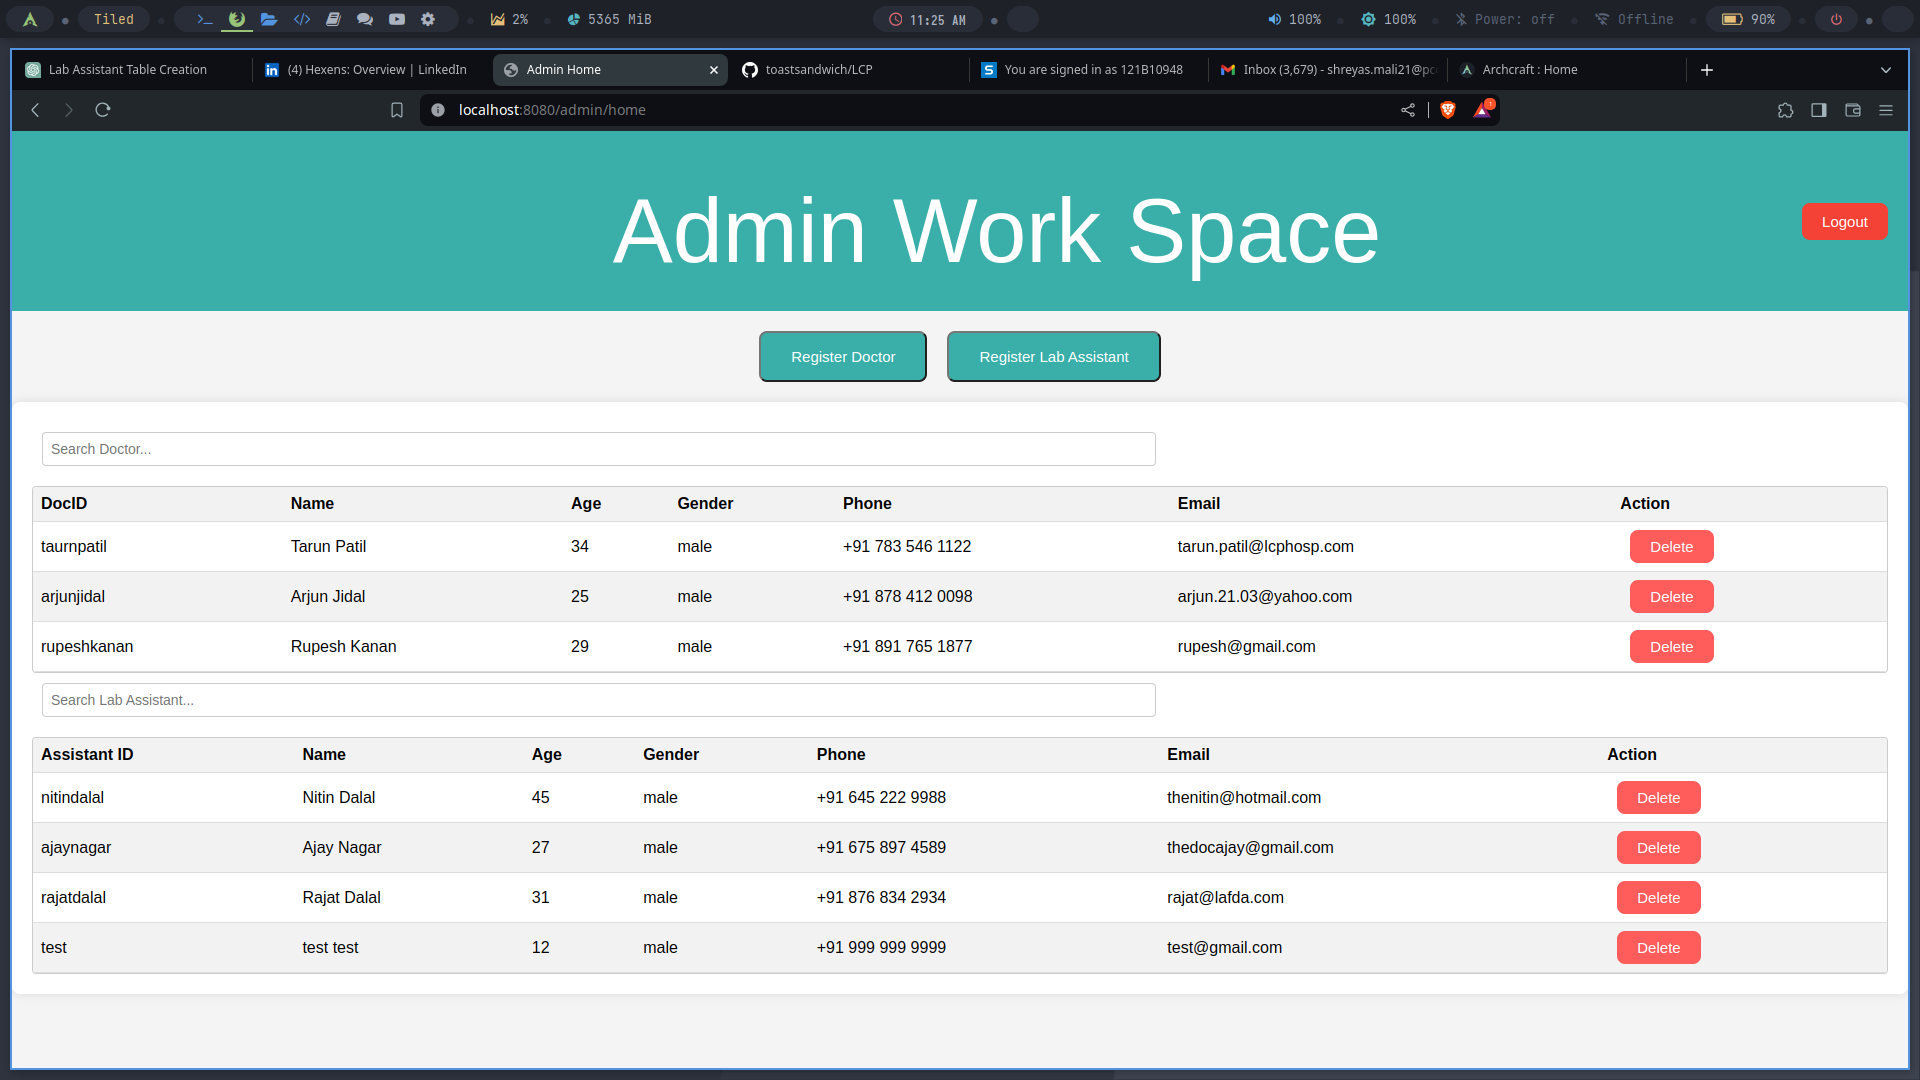 Tiled 2% 5365 MiB 11:25 AM 100% 100% Power: off Offline 90%
Lab Assistant Table Creation (4) Hexens: Overview | LinkedIn Admin Home toastsandwich/LCP You are signed in as 121B10948 Inbox (3,679) - shreyas.mali21@pc Archcraft : Home
localhost:8080/admin/home
Admin Work Space
Logout
Register Doctor Register Lab Assistant
Search Doctor...
DocID Name Age Gender Phone Email Action
taurnpatil Tarun Patil 34 male +91 783 546 1122 tarun.patil@lcphosp.com Delete
arjunjidal Arjun Jidal 25 male +91 878 412 0098 arjun.21.03@yahoo.com Delete
rupeshkanan Rupesh Kanan 29 male +91 891 765 1877 rupesh@gmail.com Delete
Search Lab Assistant...
Assistant ID Name Age Gender Phone Email Action
nitindalal Nitin Dalal 45 male +91 645 222 9988 thenitin@hotmail.com Delete
ajaynagar Ajay Nagar 27 male +91 675 897 4589 thedocajay@gmail.com Delete
rajatdalal Rajat Dalal 31 male +91 876 834 2934 rajat@lafda.com Delete
test test test 12 male +91 999 999 9999 test@gmail.com Delete